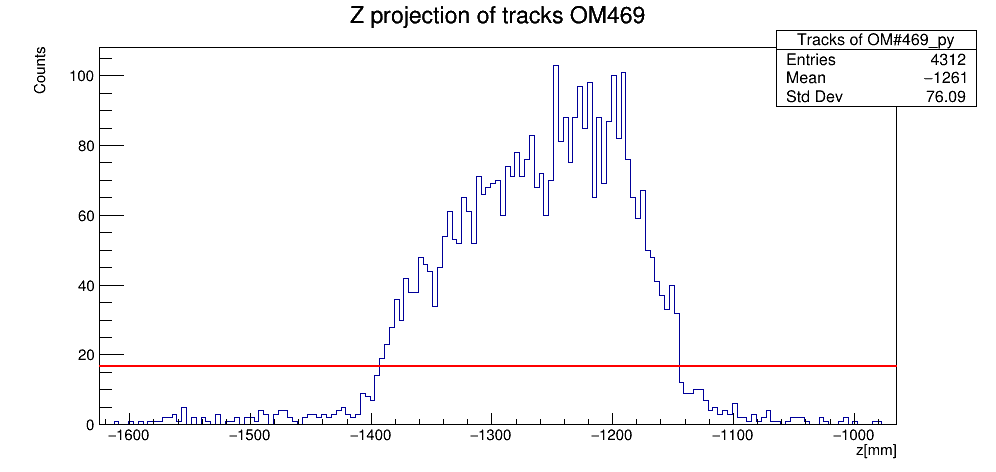 Z projection of tracks OM469
Counts
Tracks of OM#469_py
Entries 4312
Mean −1261
Std Dev 76.09
100
80
60
40
20
0
−1600 −1500 −1400 −1300 −1200 −1100 −1000
z[mm]